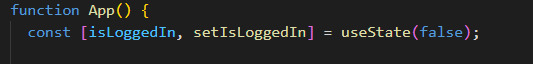 function App() {
const [isLoggedIn, setIsLoggedIn] = useState(false);